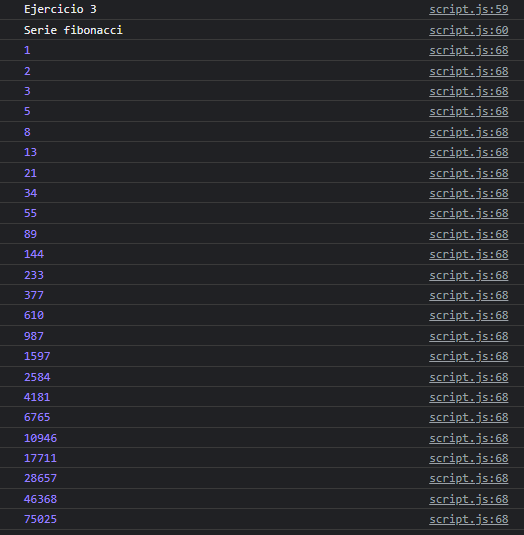 Ejercicio 3 script.js:59
Serie fibonacci script.js:60
1 script.js:68
2 script.js:68
3 script.js:68
5 script.js:68
8 script.js:68
13 script.js:68
21 script.js:68
34 script.js:68
55 script.js:68
89 script.js:68
144 script.js:68
233 script.js:68
377 script.js:68
610 script.js:68
987 script.js:68
1597 script.js:68
2584 script.js:68
4181 script.js:68
6765 script.js:68
10946 script.js:68
17711 script.js:68
28657 script.js:68
46368 script.js:68
75025 script.js:68